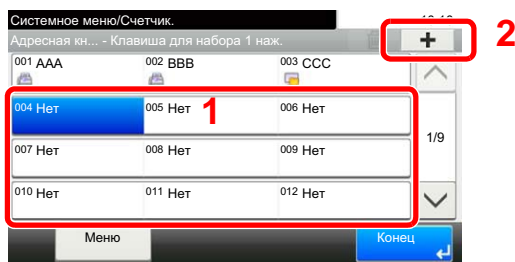 Системное меню/Счетчик.
Адресная кн... - Клавиша для набора 1 наж.
+
2
001 AAA 002 BBB 003 CCC
004 Нет 005 Нет 006 Нет
1
007 Нет 008 Нет 009 Нет
1/9
010 Нет 011 Нет 012 Нет
Меню Конец